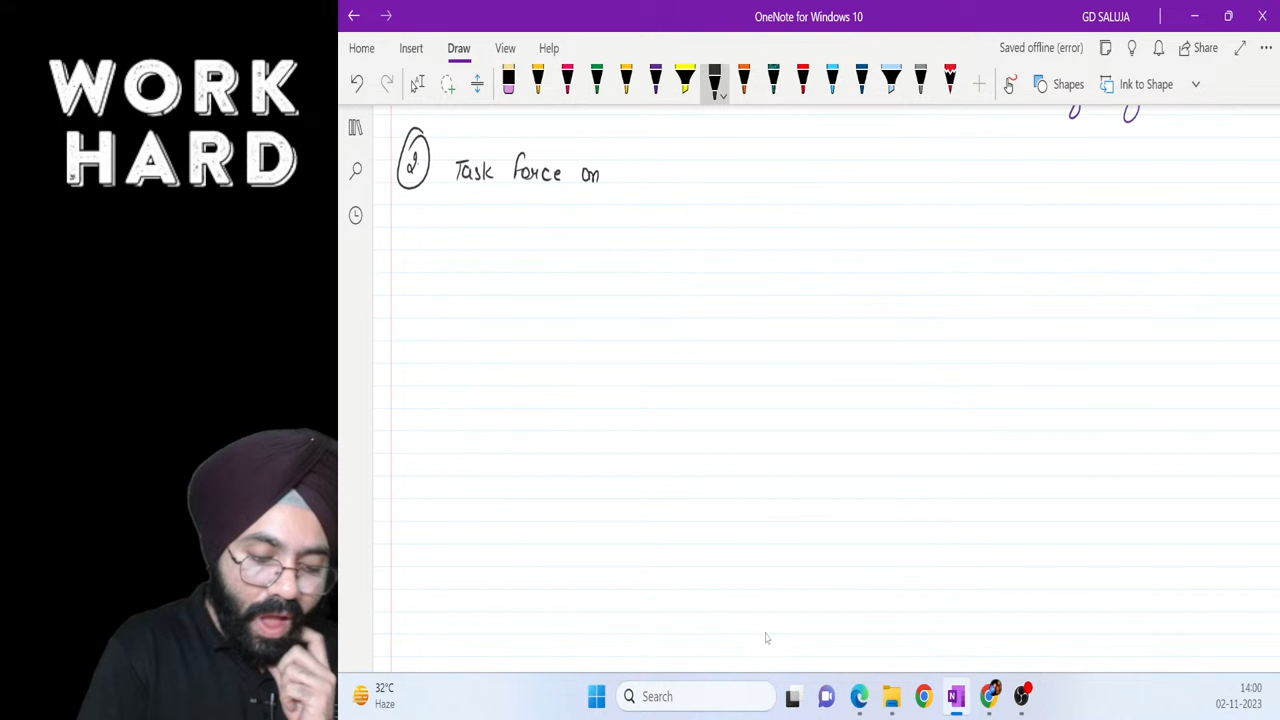 WORK
HARD
OneNote for Windows 10
GD SALUJA
Home Insert Draw View Help
Saved offline (error)
Share
Shapes
Ink to Shape
2 Task force on
32°C
Haze
Search
14:00
02-11-2023